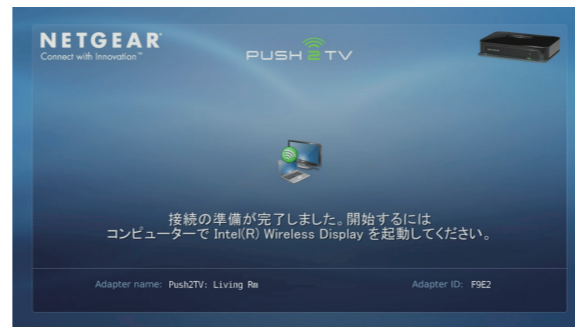 NETGEAR
Connect with Innovation™
PUSH2TV
接続の準備が完了しました。開始するには
コンピューターで Intel(R) Wireless Display を起動してください。
Adapter name: Push2TV: Living Rm
Adapter ID: F9E2